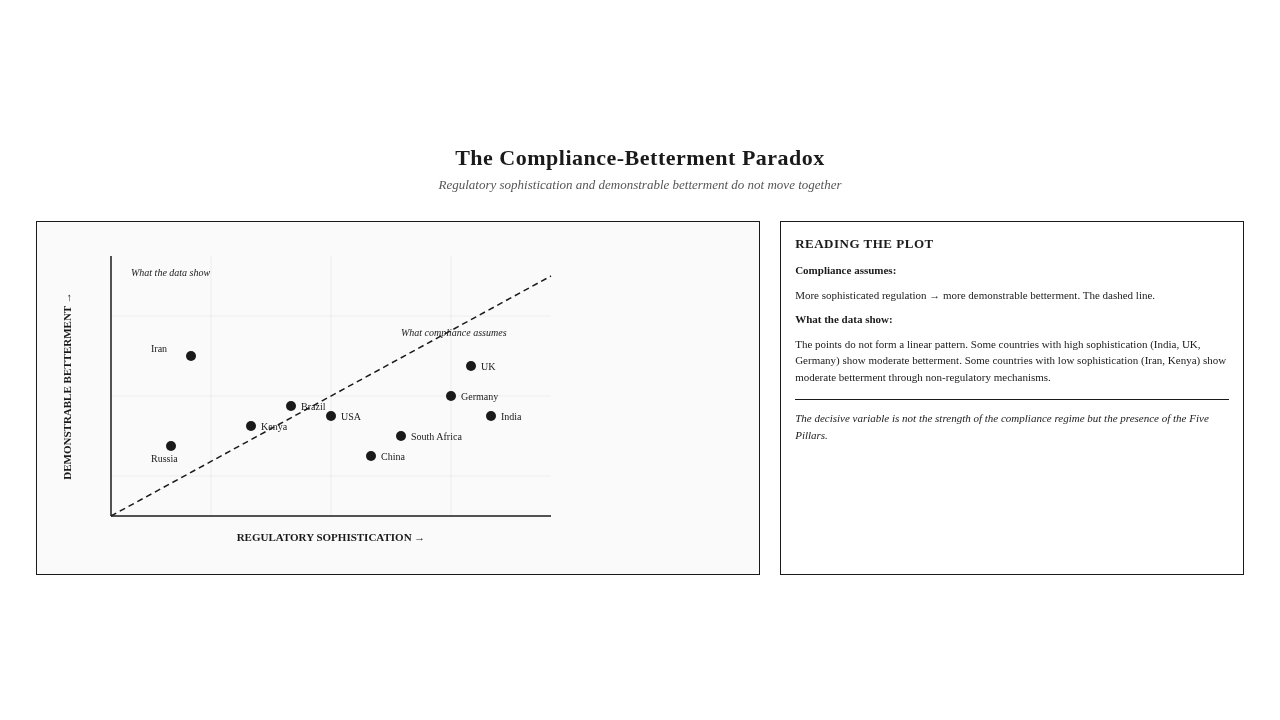 The Compliance-Betterment Paradox
Regulatory sophistication and demonstrable betterment do not move together
What the data show
What compliance assumes
Iran
UK
Germany
Brazil
USA
India
Kenya
South Africa
Russia
China
DEMONSTRABLE BETTERMENT →
REGULATORY SOPHISTICATION →
READING THE PLOT
Compliance assumes:
More sophisticated regulation → more demonstrable betterment. The dashed line.
What the data show:
The points do not form a linear pattern. Some countries with high sophistication (India, UK,
Germany) show moderate betterment. Some countries with low sophistication (Iran, Kenya) show
moderate betterment through non-regulatory mechanisms.
The decisive variable is not the strength of the compliance regime but the presence of the Five
Pillars.